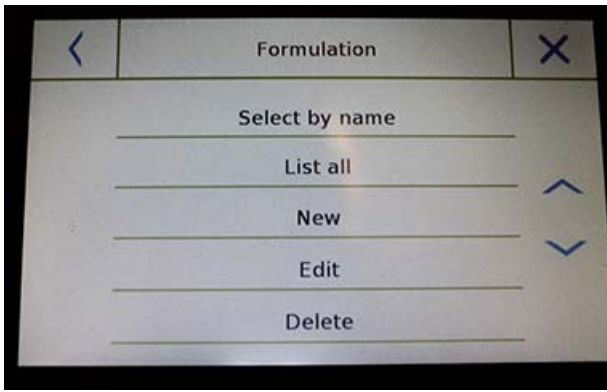 Formulation
Select by name
List all
New
Edit
Delete